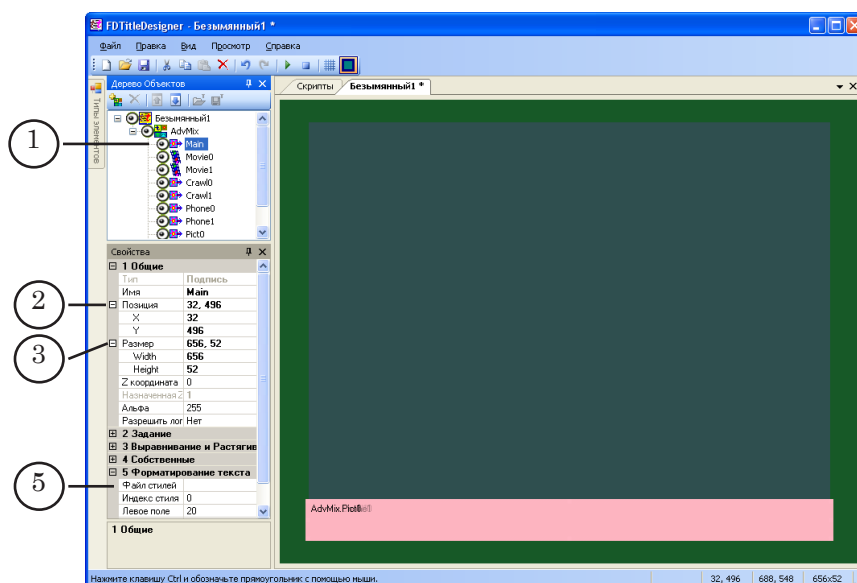 FDTitleDesigner - Безымянный1 *
Файл Правка Вид Просмотр Справка
Дерево Объектов
Типы элементов
Скрипты Безымянный1 *
Безымянный1
AdvMix
1
Main
Movie0
Movie1
Crawl0
Crawl1
Phone0
Phone1
Pict0
Свойства
1 Общие
Тип Подпись
Имя Main
2
Позиция 32, 496
X 32
Y 496
3
Размер 656, 52
Width 656
Height 52
Z координата 0
Назначенная Z 1
Альфа 255
Разрешить лог Нет
2 Задание
3 Выравнивание и Растягив
4 Собственные
5 Форматирование текста
5
Файл стилей
Индекс стиля 0
Левое поле 20
AdvMix.Pict
1 Общие
Нажмите клавишу Ctrl и обозначьте прямоугольник с помощью мыши. 32, 496 688, 548 656x52